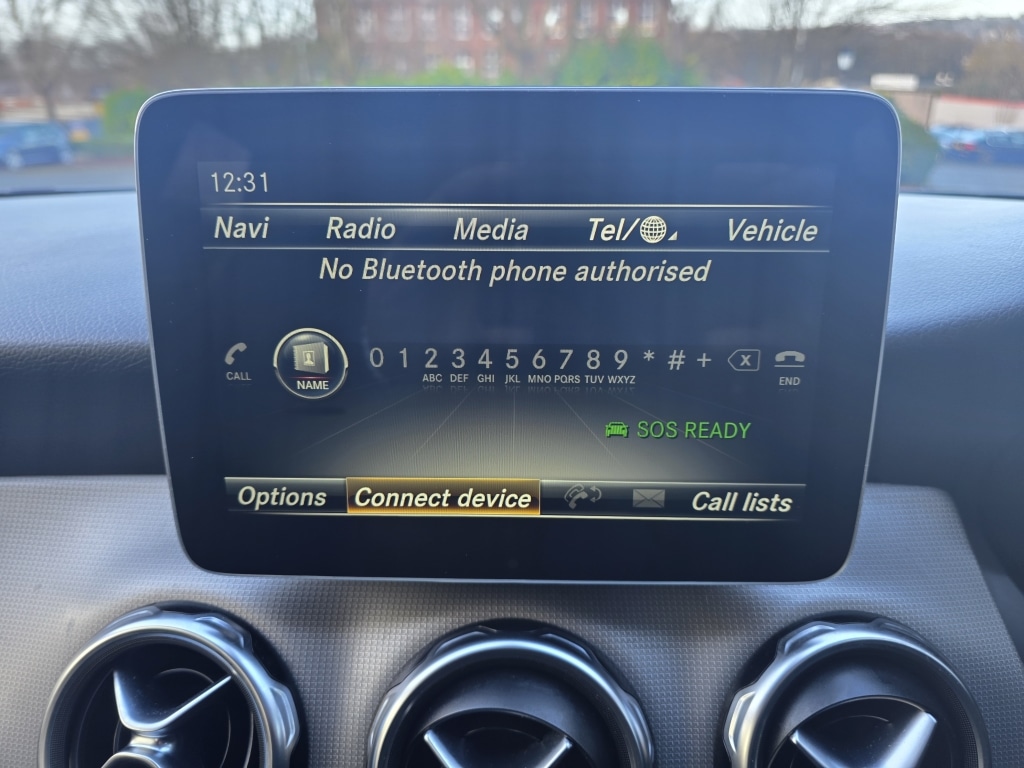 12:31
Navi Radio Media Tel/ Vehicle
No Bluetooth phone authorised
0 1 2 3 4 5 6 7 8 9 * # +
CALL NAME ABC DEF GHI JKL MNO PQRS TUV WXYZ END
SOS READY
Options Connect device Call lists